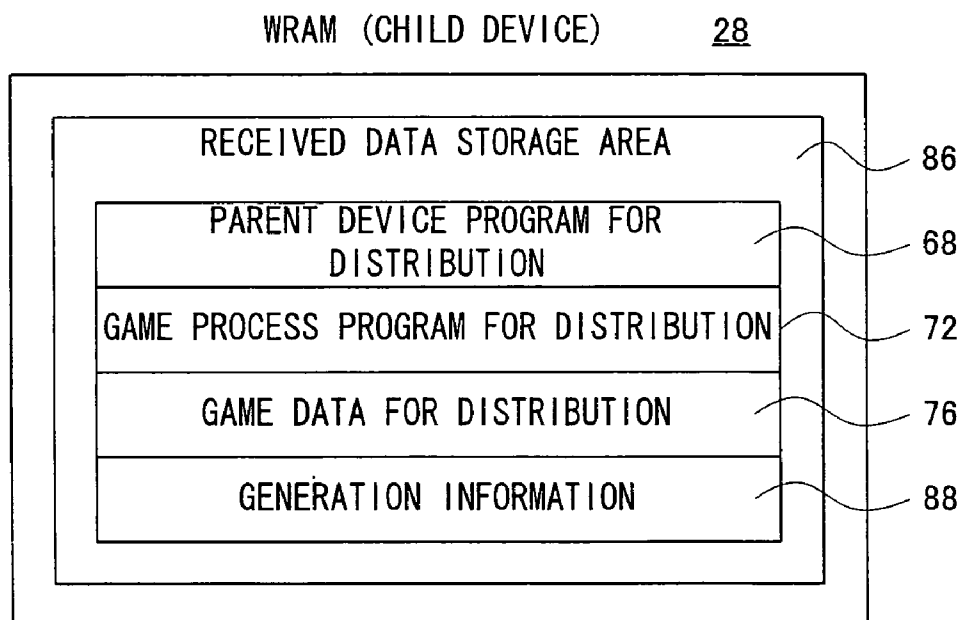 WRAM (CHILD DEVICE) 28
RECEIVED DATA STORAGE AREA
86
PARENT DEVICE PROGRAM FOR
DISTRIBUTION
68
GAME PROCESS PROGRAM FOR DISTRIBUTION
72
GAME DATA FOR DISTRIBUTION
76
GENERATION INFORMATION
88